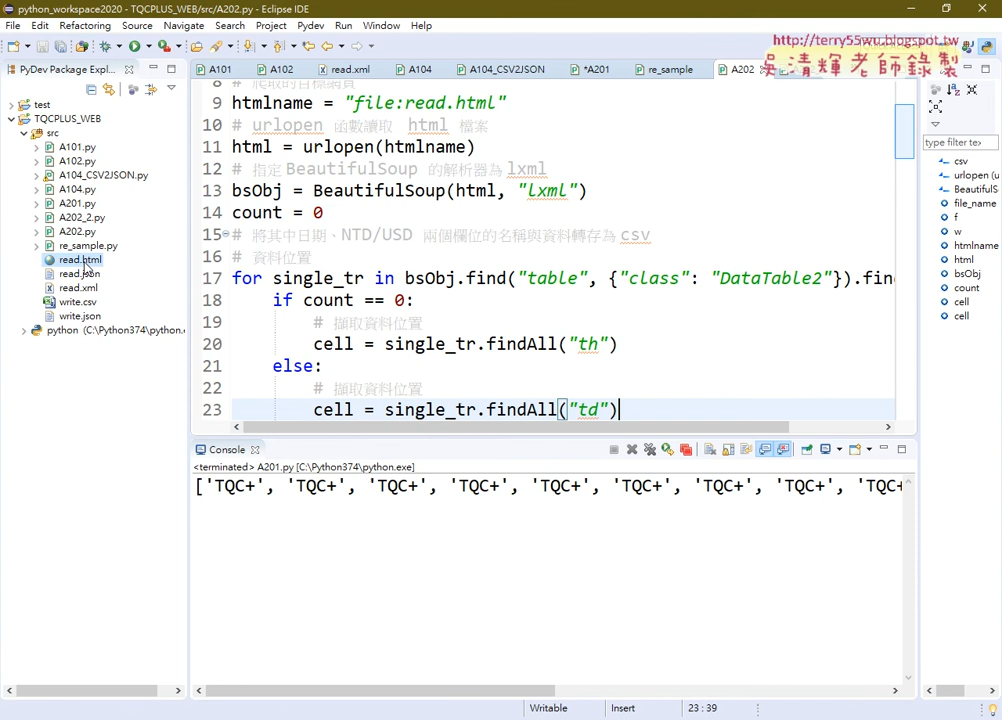 python_workspace2020 - TQCPLUS_WEB/src/A202.py - Eclipse IDE
File Edit Refactoring Source Navigate Search Project Pydev Run Window Help
http://terry55wu.blogspot.tw
吳清輝老師錄製
PyDev Package Expl...
A101 A102 read.xml A104 A104_CSV2JSON *A201 re_sample A202
test
TQCPLUS_WEB
src
A101.py
A102.py
A104_CSV2JSON.py
A104.py
A201.py
A202_2.py
A202.py
re_sample.py
read.html
read.json
read.xml
write.csv
write.json
python (C:\Python374\python.
9 htmlname = "file:read.html"
10 # urlopen 函數讀取 html 檔案
11 html = urlopen(htmlname)
12 # 指定 BeautifulSoup 的解析器為 lxml
13 bsObj = BeautifulSoup(html, "lxml")
14 count = 0
15 # 將其中日期、NTD/USD 兩個欄位的名稱與資料轉存為 csv
16 # 資料位置
17 for single_tr in bsObj.find("table", {"class": "DataTable2"}).fin
18 if count == 0:
19 # 擷取資料位置
20 cell = single_tr.findAll("th")
21 else:
22 # 擷取資料位置
23 cell = single_tr.findAll("td")
type filter te
csv
urlopen (u
BeautifulS
file_name
f
w
htmlname
html
bsObj
count
cell
cell
Console
<terminated> A201.py [C:\Python374\python.exe]
['TQC+', 'TQC+', 'TQC+', 'TQC+', 'TQC+', 'TQC+', 'TQC+', 'TQC+', 'TQC+
Writable Insert 23 : 39